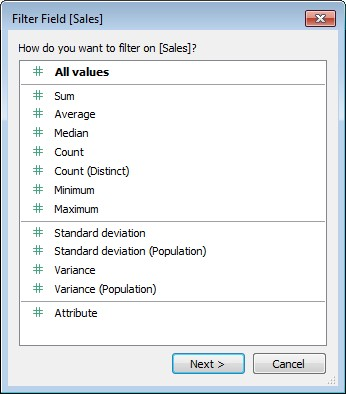 Filter Field [Sales]
How do you want to filter on [Sales]?
# All values
# Sum
# Average
# Median
# Count
# Count (Distinct)
# Minimum
# Maximum
# Standard deviation
# Standard deviation (Population)
# Variance
# Variance (Population)
# Attribute
Next > Cancel